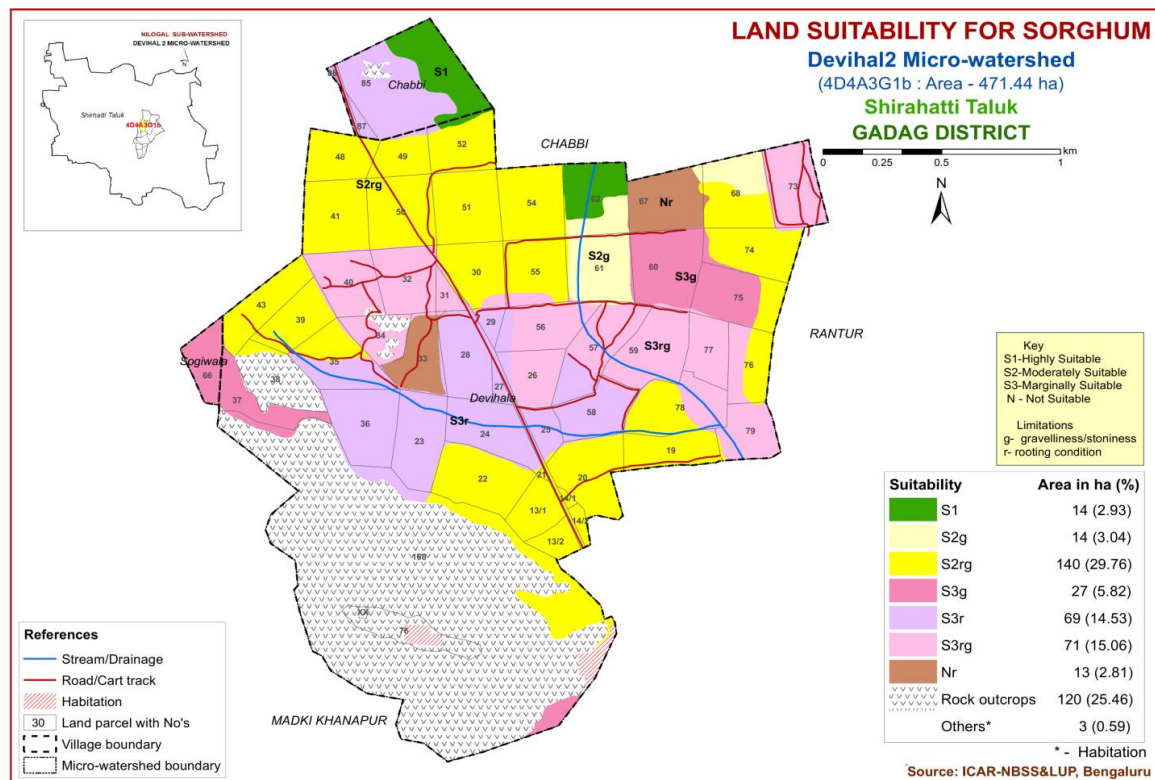 NILOGAL SUB-WATERSHED
DEVIHAL 2 MICRO-WATERSHED
Shirhatti Taluk
4D4A3G1b
LAND SUITABILITY FOR SORGHUM
Devihal2 Micro-watershed
(4D4A3G1b : Area - 471.44 ha)
Shirahatti Taluk
GADAG DISTRICT
km
0 0.25 0.5 1
N
86 85 S1
Chabbi
87
52
48 49
CHABBI
S2rg
41 50 51 54 62 67 Nr 68 73
S2g
61 60 S3g 74
40 32 30 55
31 75
43 39 29 56
RANTUR
34 33 28 57 59 S3rg 77 76
35
Sogiwala
66 38 27 26
Devihala
37 36 S3r 58 78
23 24 25 79
22 21 20 19
14/1
13/1
13/2
168
XX
76
MADKI KHANAPUR
Key
S1-Highly Suitable
S2-Moderately Suitable
S3-Marginally Suitable
N - Not Suitable
Limitations
g- gravelliness/stoniness
r- rooting condition
Suitability Area in ha (%)
S1 14 (2.93)
S2g 14 (3.04)
S2rg 140 (29.76)
S3g 27 (5.82)
S3r 69 (14.53)
S3rg 71 (15.06)
Nr 13 (2.81)
Rock outcrops 120 (25.46)
Others* 3 (0.59)
* - Habitation
Source: ICAR-NBSS&LUP, Bengaluru
References
Stream/Drainage
Road/Cart track
Habitation
30 Land parcel with No's
Village boundary
Micro-watershed boundary